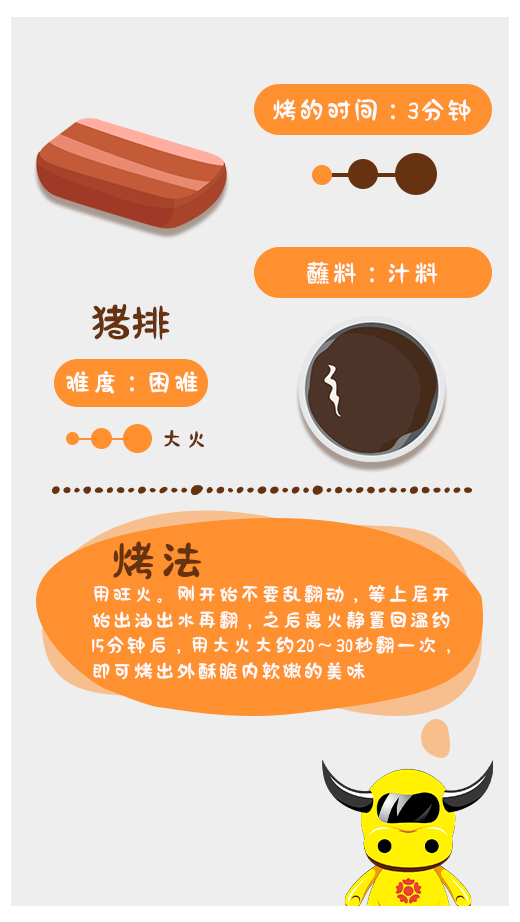 烤的时间：3分钟
蘸料：汁料
猪排
难度：困难
大火
烤法
用旺火。刚开始不要乱翻动，等上层开
始出油出水再翻，之后离火静置回温约
15分钟后，用大火大约20~30秒翻一次，
即可烤出外酥脆内软嫩的美味